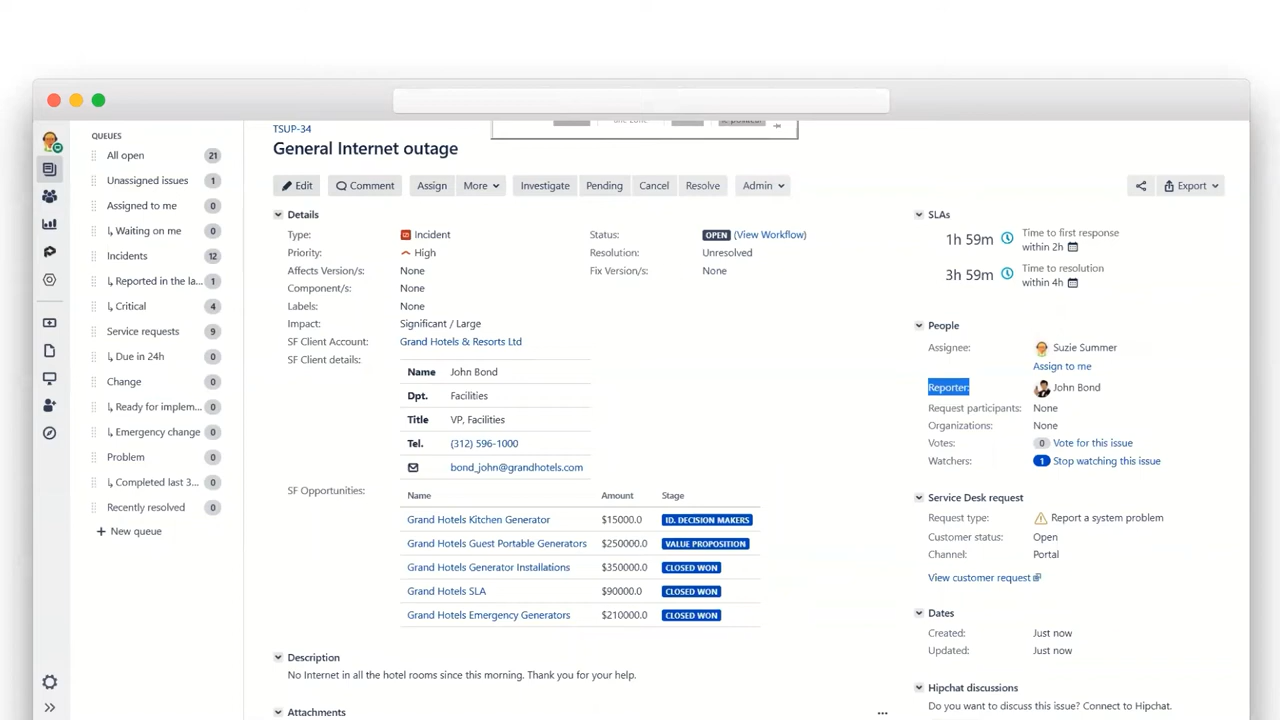 QUEUES
All open 21
Unassigned issues 1
Assigned to me 0
Waiting on me 0
Incidents 12
Reported in the la... 1
Critical 4
Service requests 9
Due in 24h 0
Change 0
Ready for implem... 0
Emergency change 0
Problem 0
Completed last 3... 0
Recently resolved 0
+ New queue
TSUP-34
General Internet outage
Edit Comment Assign More Investigate Pending Cancel Resolve Admin Export
Details
Type: Incident
Priority: High
Affects Version/s: None
Component/s: None
Labels: None
Impact: Significant / Large
SF Client Account: Grand Hotels & Resorts Ltd
SF Client details:
Name John Bond
Dpt. Facilities
Title VP, Facilities
Tel. (312) 596-1000
bond_john@grandhotels.com
Status: OPEN (View Workflow)
Resolution: Unresolved
Fix Version/s: None
SF Opportunities:
Name Amount Stage
Grand Hotels Kitchen Generator $15000.0 ID. DECISION MAKERS
Grand Hotels Guest Portable Generators $250000.0 VALUE PROPOSITION
Grand Hotels Generator Installations $350000.0 CLOSED WON
Grand Hotels SLA $90000.0 CLOSED WON
Grand Hotels Emergency Generators $210000.0 CLOSED WON
Description
No Internet in all the hotel rooms since this morning. Thank you for your help.
Attachments
SLAs
1h 59m Time to first response
within 2h
3h 59m Time to resolution
within 4h
People
Assignee: Suzie Summer
Assign to me
Reporter: John Bond
Request participants: None
Organizations: None
Votes: 0 Vote for this issue
Watchers: 1 Stop watching this issue
Service Desk request
Request type: Report a system problem
Customer status: Open
Channel: Portal
View customer request
Dates
Created: Just now
Updated: Just now
Hipchat discussions
Do you want to discuss this issue? Connect to Hipchat.